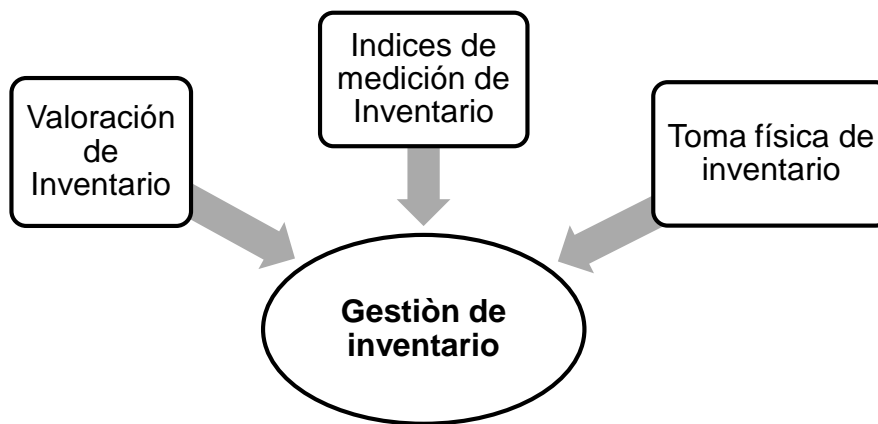 Valoración
de
Inventario
Indices de
medición de
Inventario
Toma física de
inventario
Gestiòn de
inventario